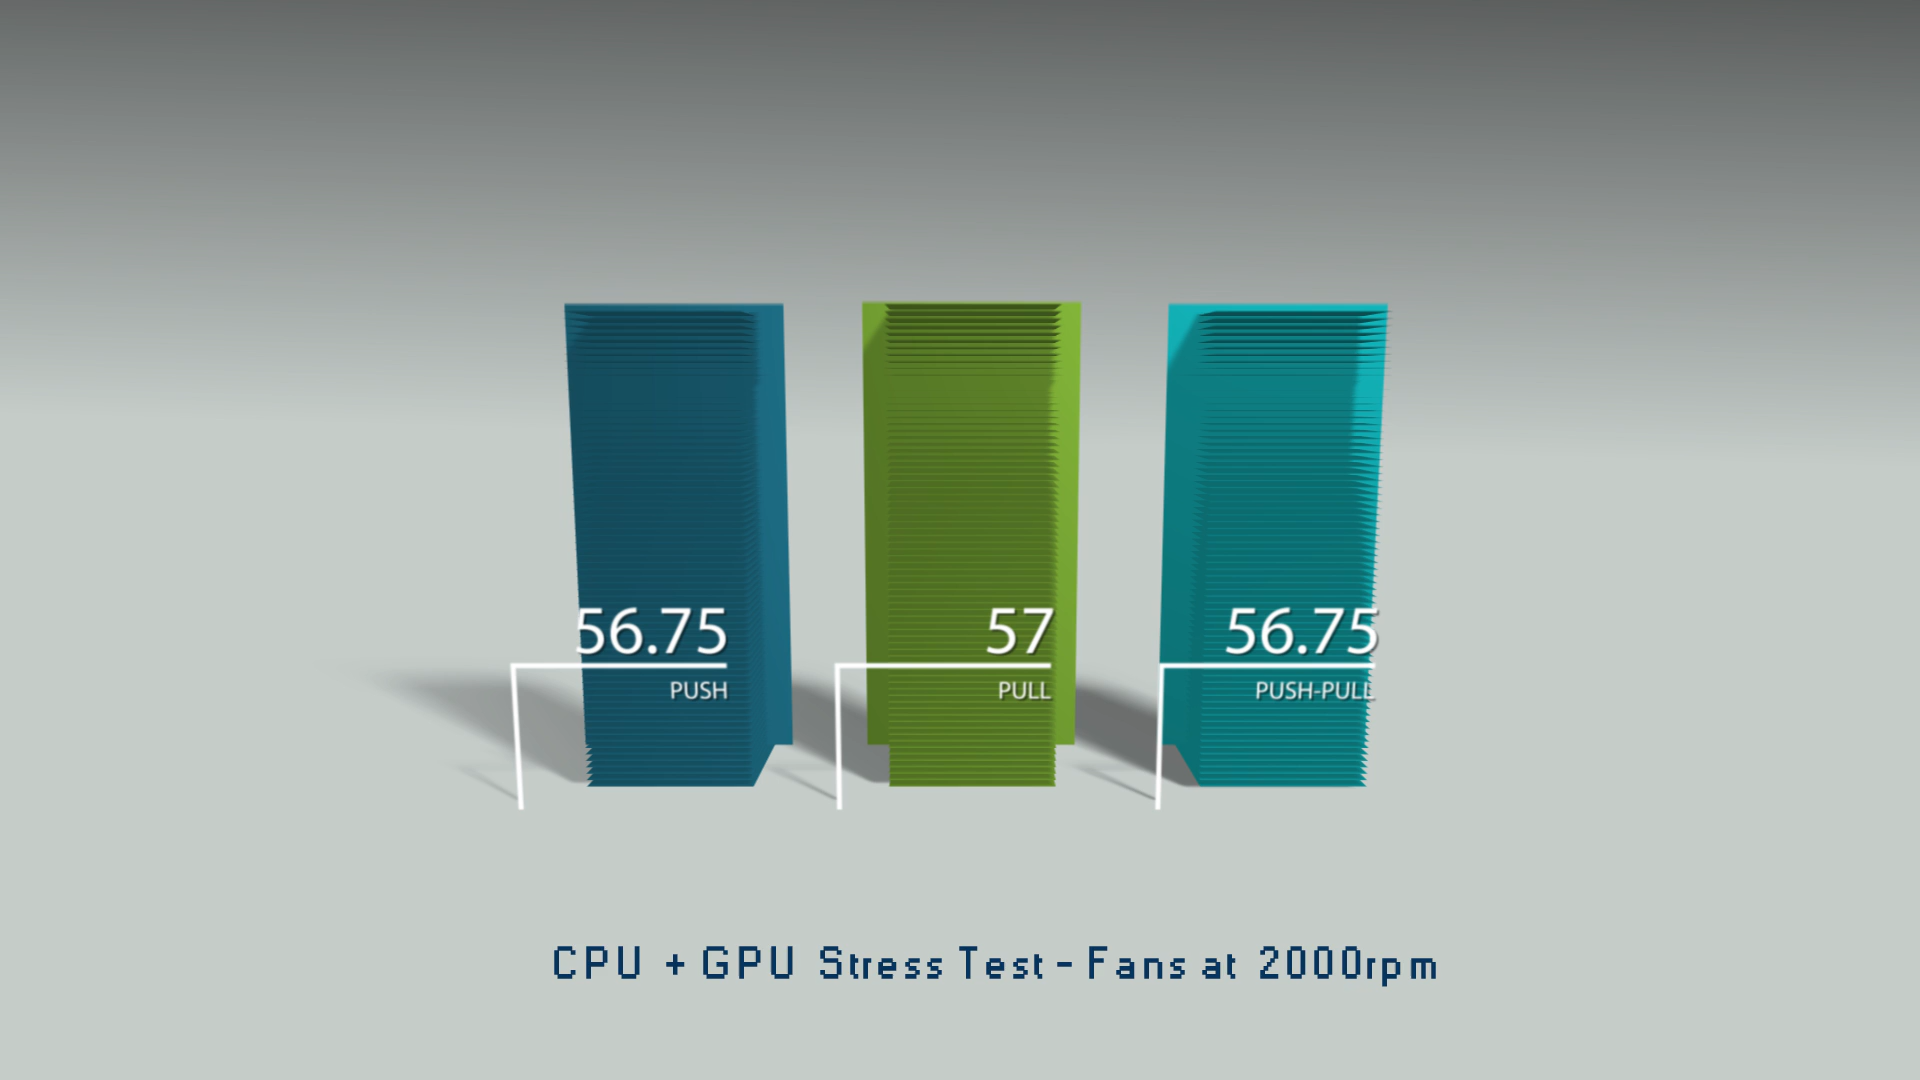 56.75
PUSH
57
PULL
56.75
PUSH-PULL
CPU + GPU Stress Test - Fans at 2000rpm